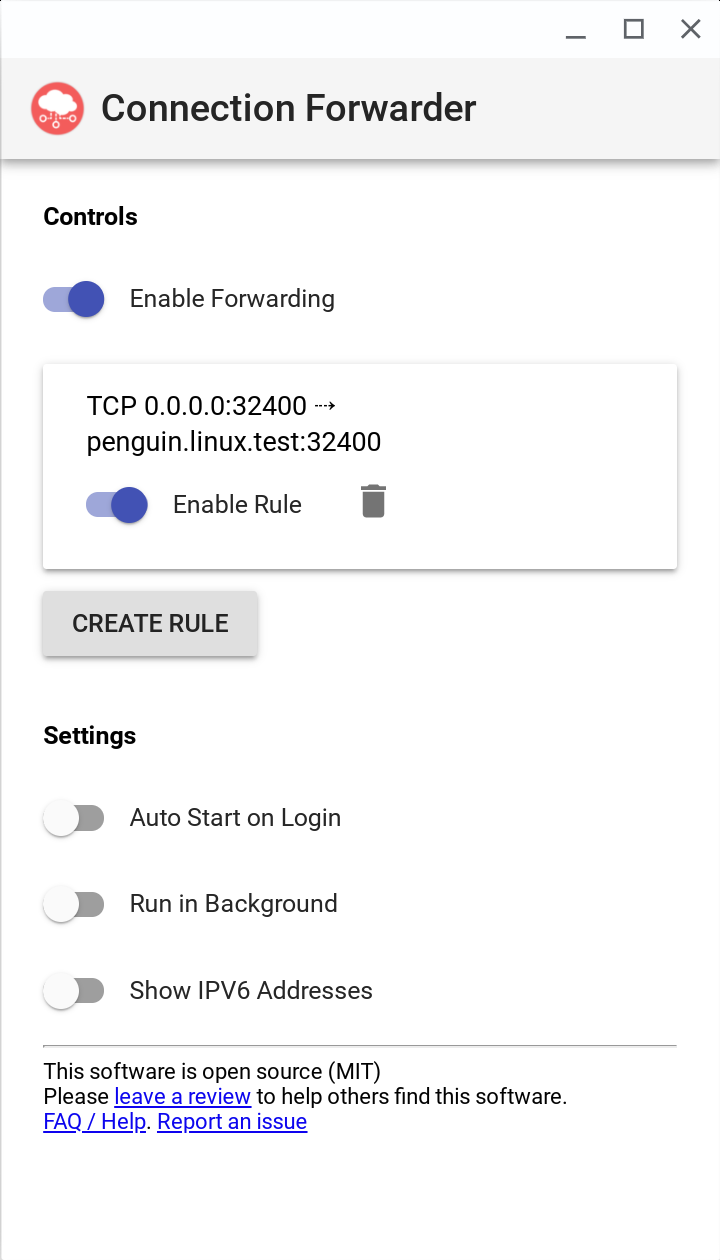 Connection Forwarder
Controls
Enable Forwarding
TCP 0.0.0.0:32400 ⤏
penguin.linux.test:32400
Enable Rule
CREATE RULE
Settings
Auto Start on Login
Run in Background
Show IPV6 Addresses
This software is open source (MIT)
Please leave a review to help others find this software.
FAQ / Help. Report an issue